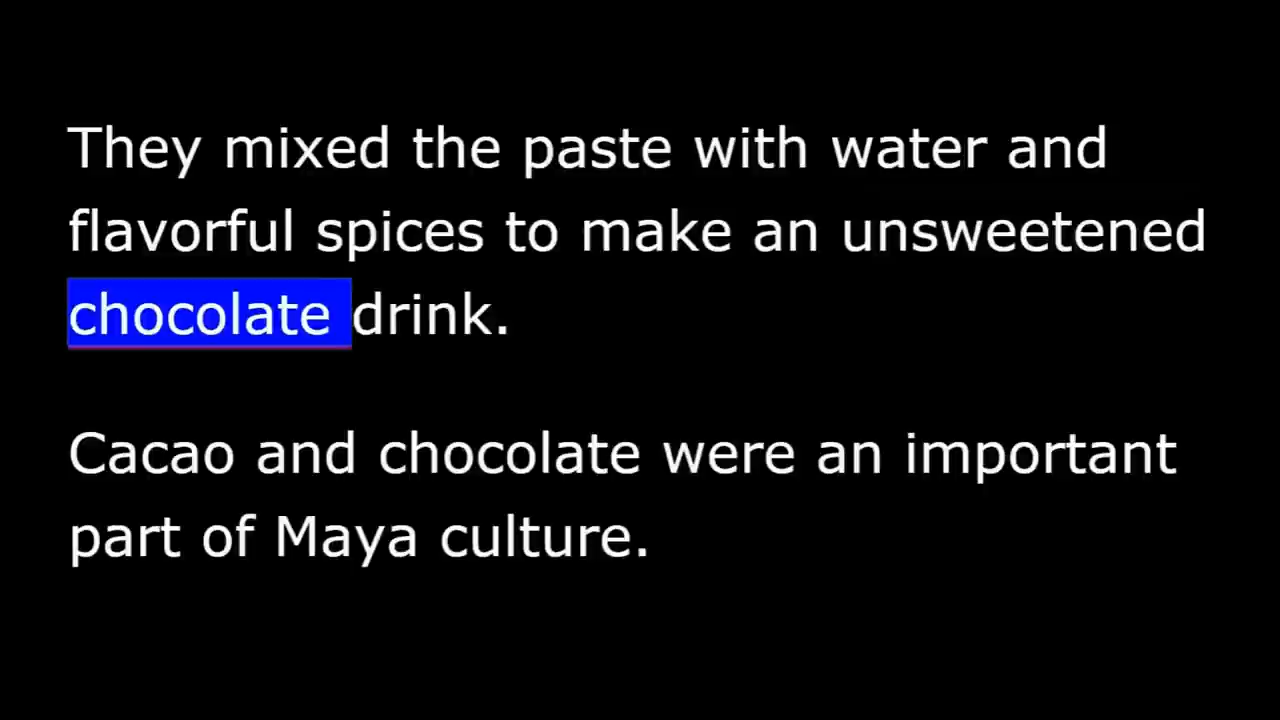 They mixed the paste with water and
flavorful spices to make an unsweetened
chocolate drink.
Cacao and chocolate were an important
part of Maya culture.